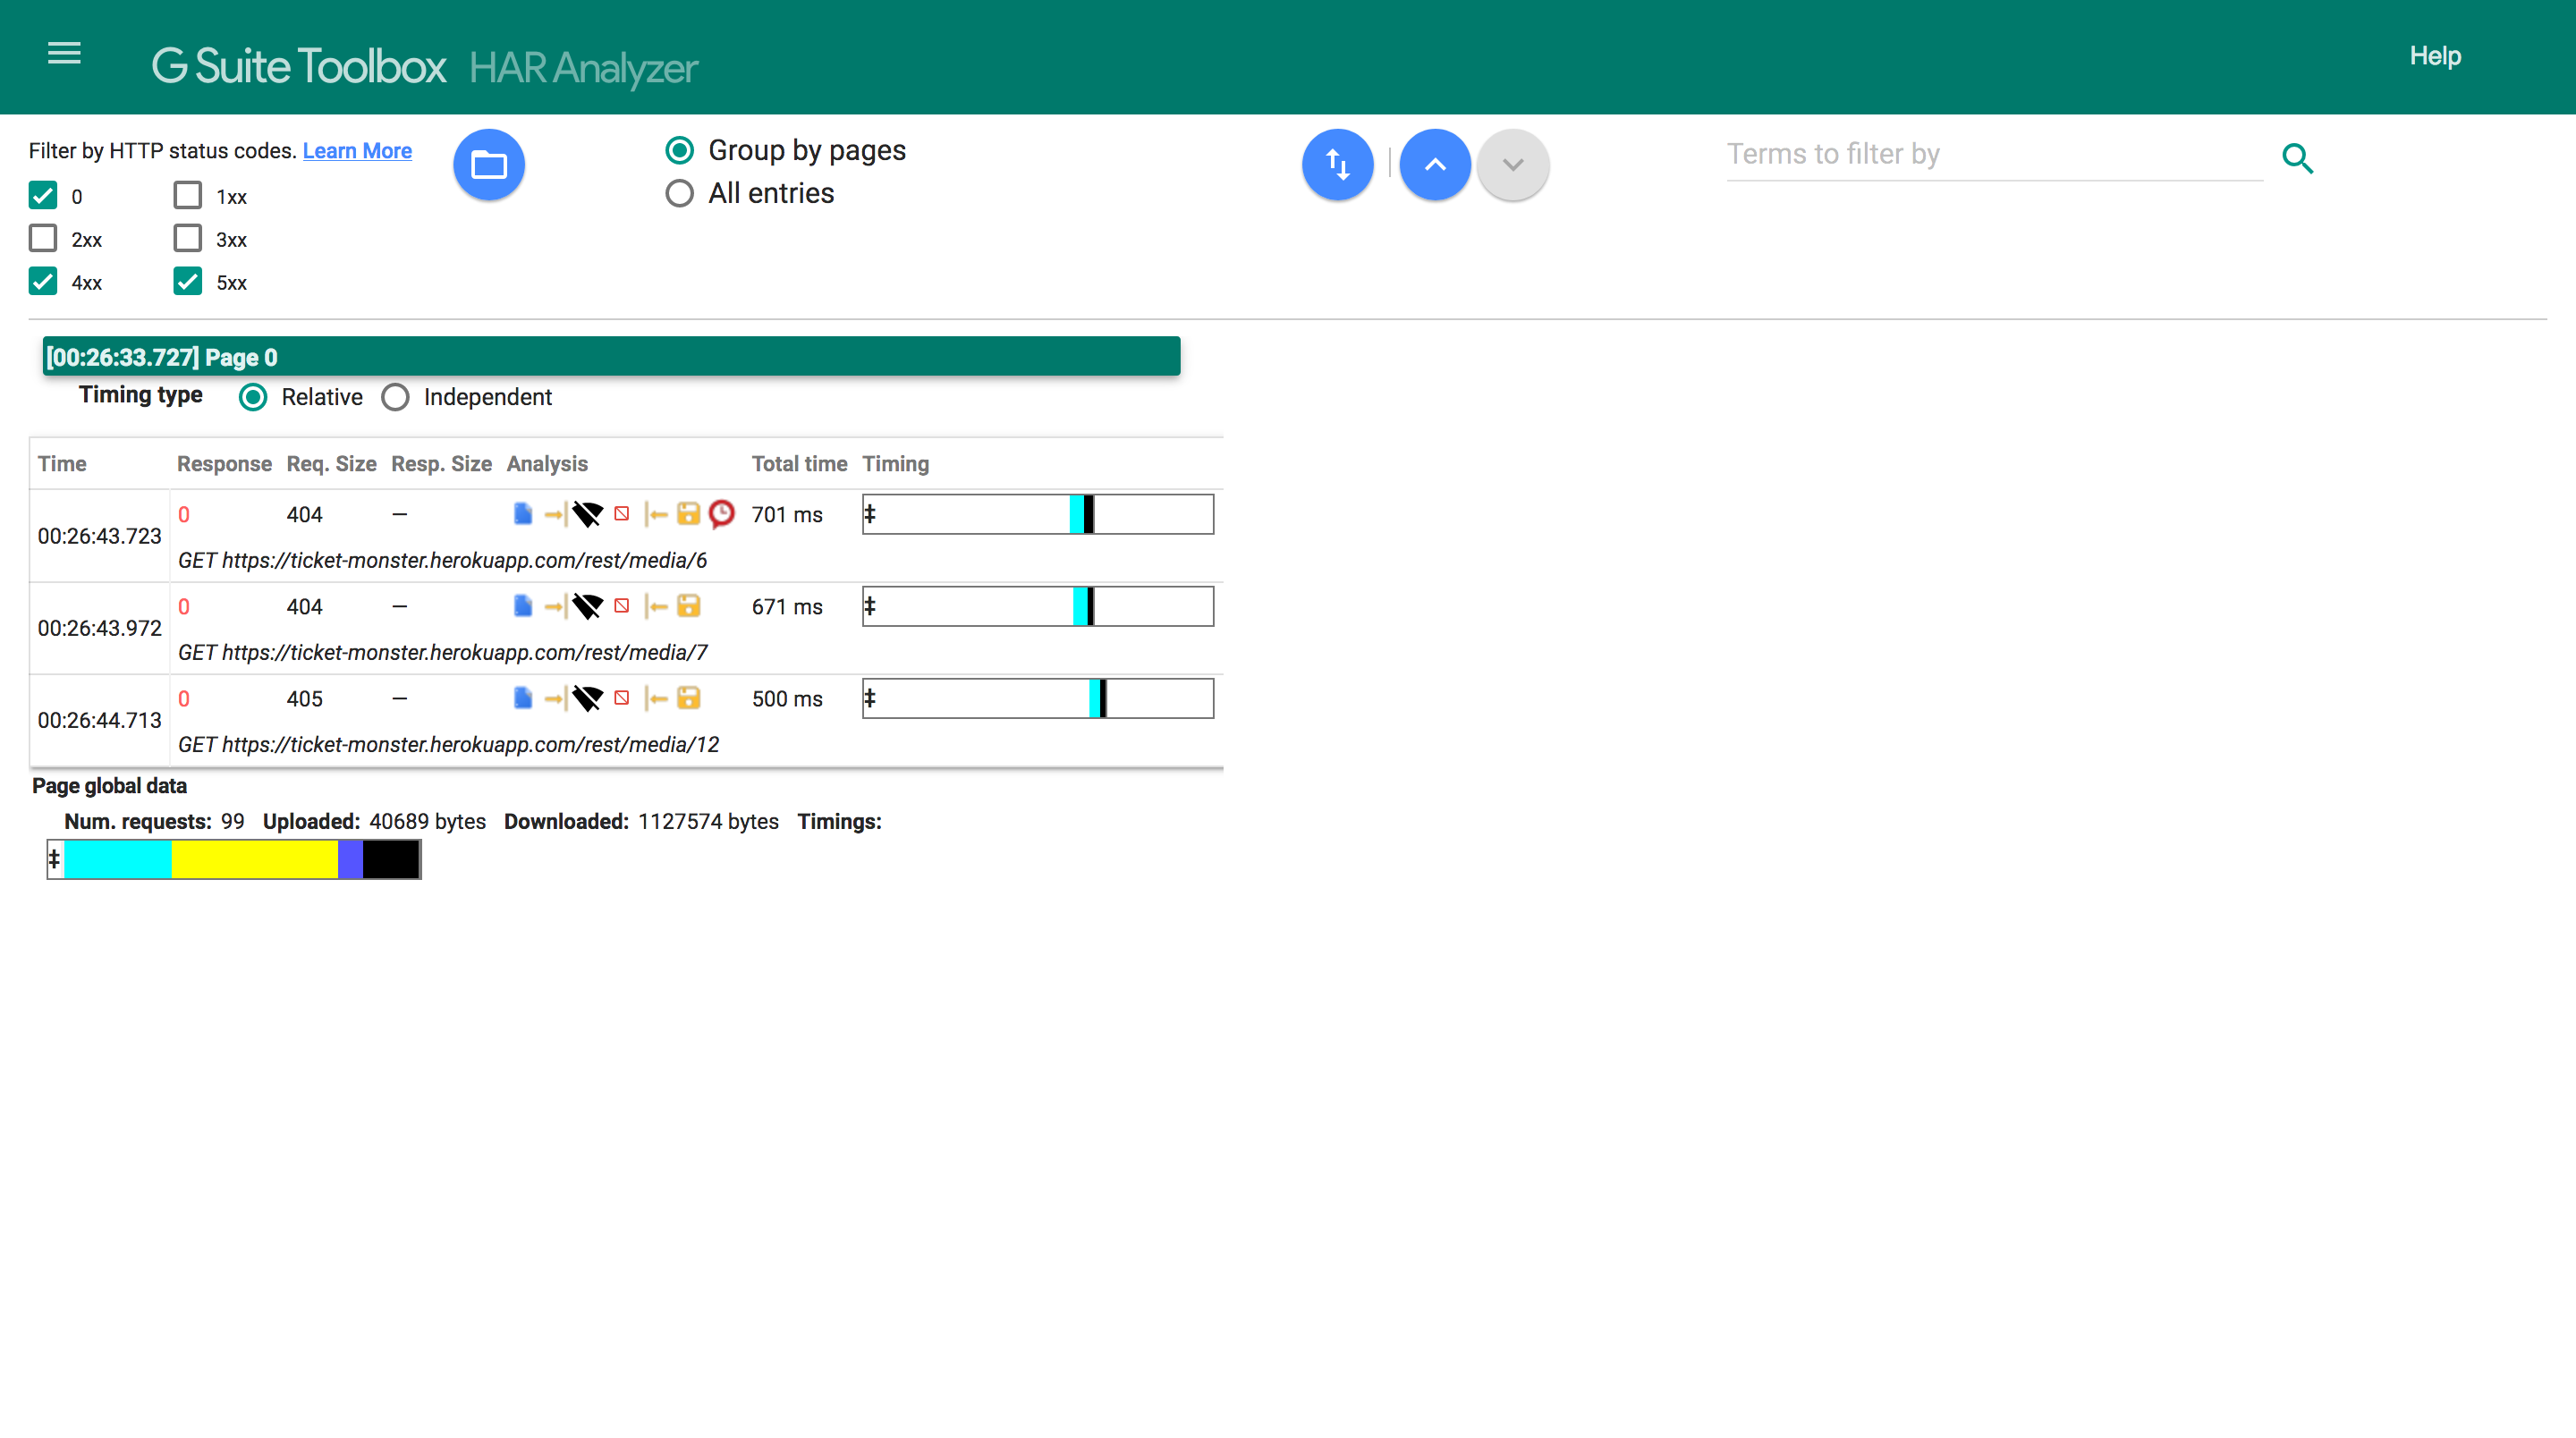 G Suite Toolbox HAR Analyzer Help
Filter by HTTP status codes. Learn More
0 1xx
2xx 3xx
4xx 5xx
Group by pages
All entries
Terms to filter by
[00:26:33.727] Page 0
Timing type Relative Independent
Time Response Req. Size Resp. Size Analysis Total time Timing
00:26:43.723 0 404 — 701 ms ‡
GET https://ticket-monster.herokuapp.com/rest/media/6
00:26:43.972 0 404 — 671 ms ‡
GET https://ticket-monster.herokuapp.com/rest/media/7
00:26:44.713 0 405 — 500 ms ‡
GET https://ticket-monster.herokuapp.com/rest/media/12
Page global data
Num. requests: 99 Uploaded: 40689 bytes Downloaded: 1127574 bytes Timings:
‡